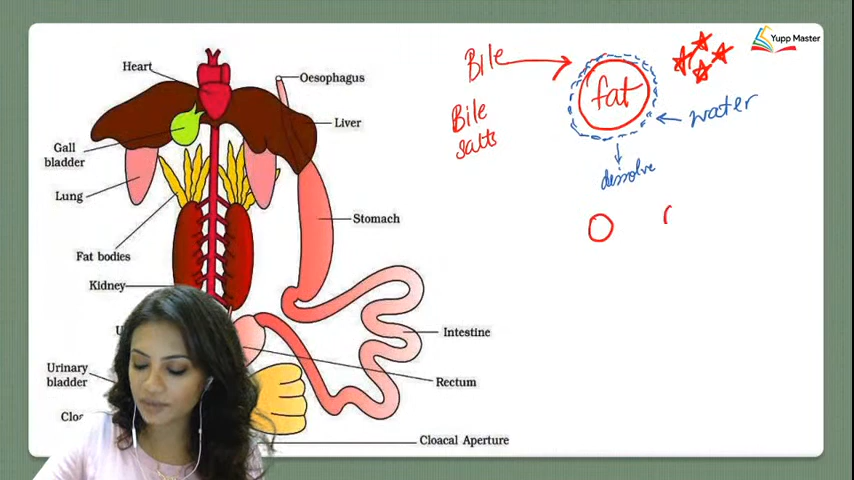 Heart
Oesophagus
Liver
Gall
bladder
Lung
Stomach
Fat bodies
Kidney
U
Intestine
Rectum
Urinary
bladder
Clo
Cloacal Aperture
Bile
Bile
salts
fat
water
dissolve
Yupp Master